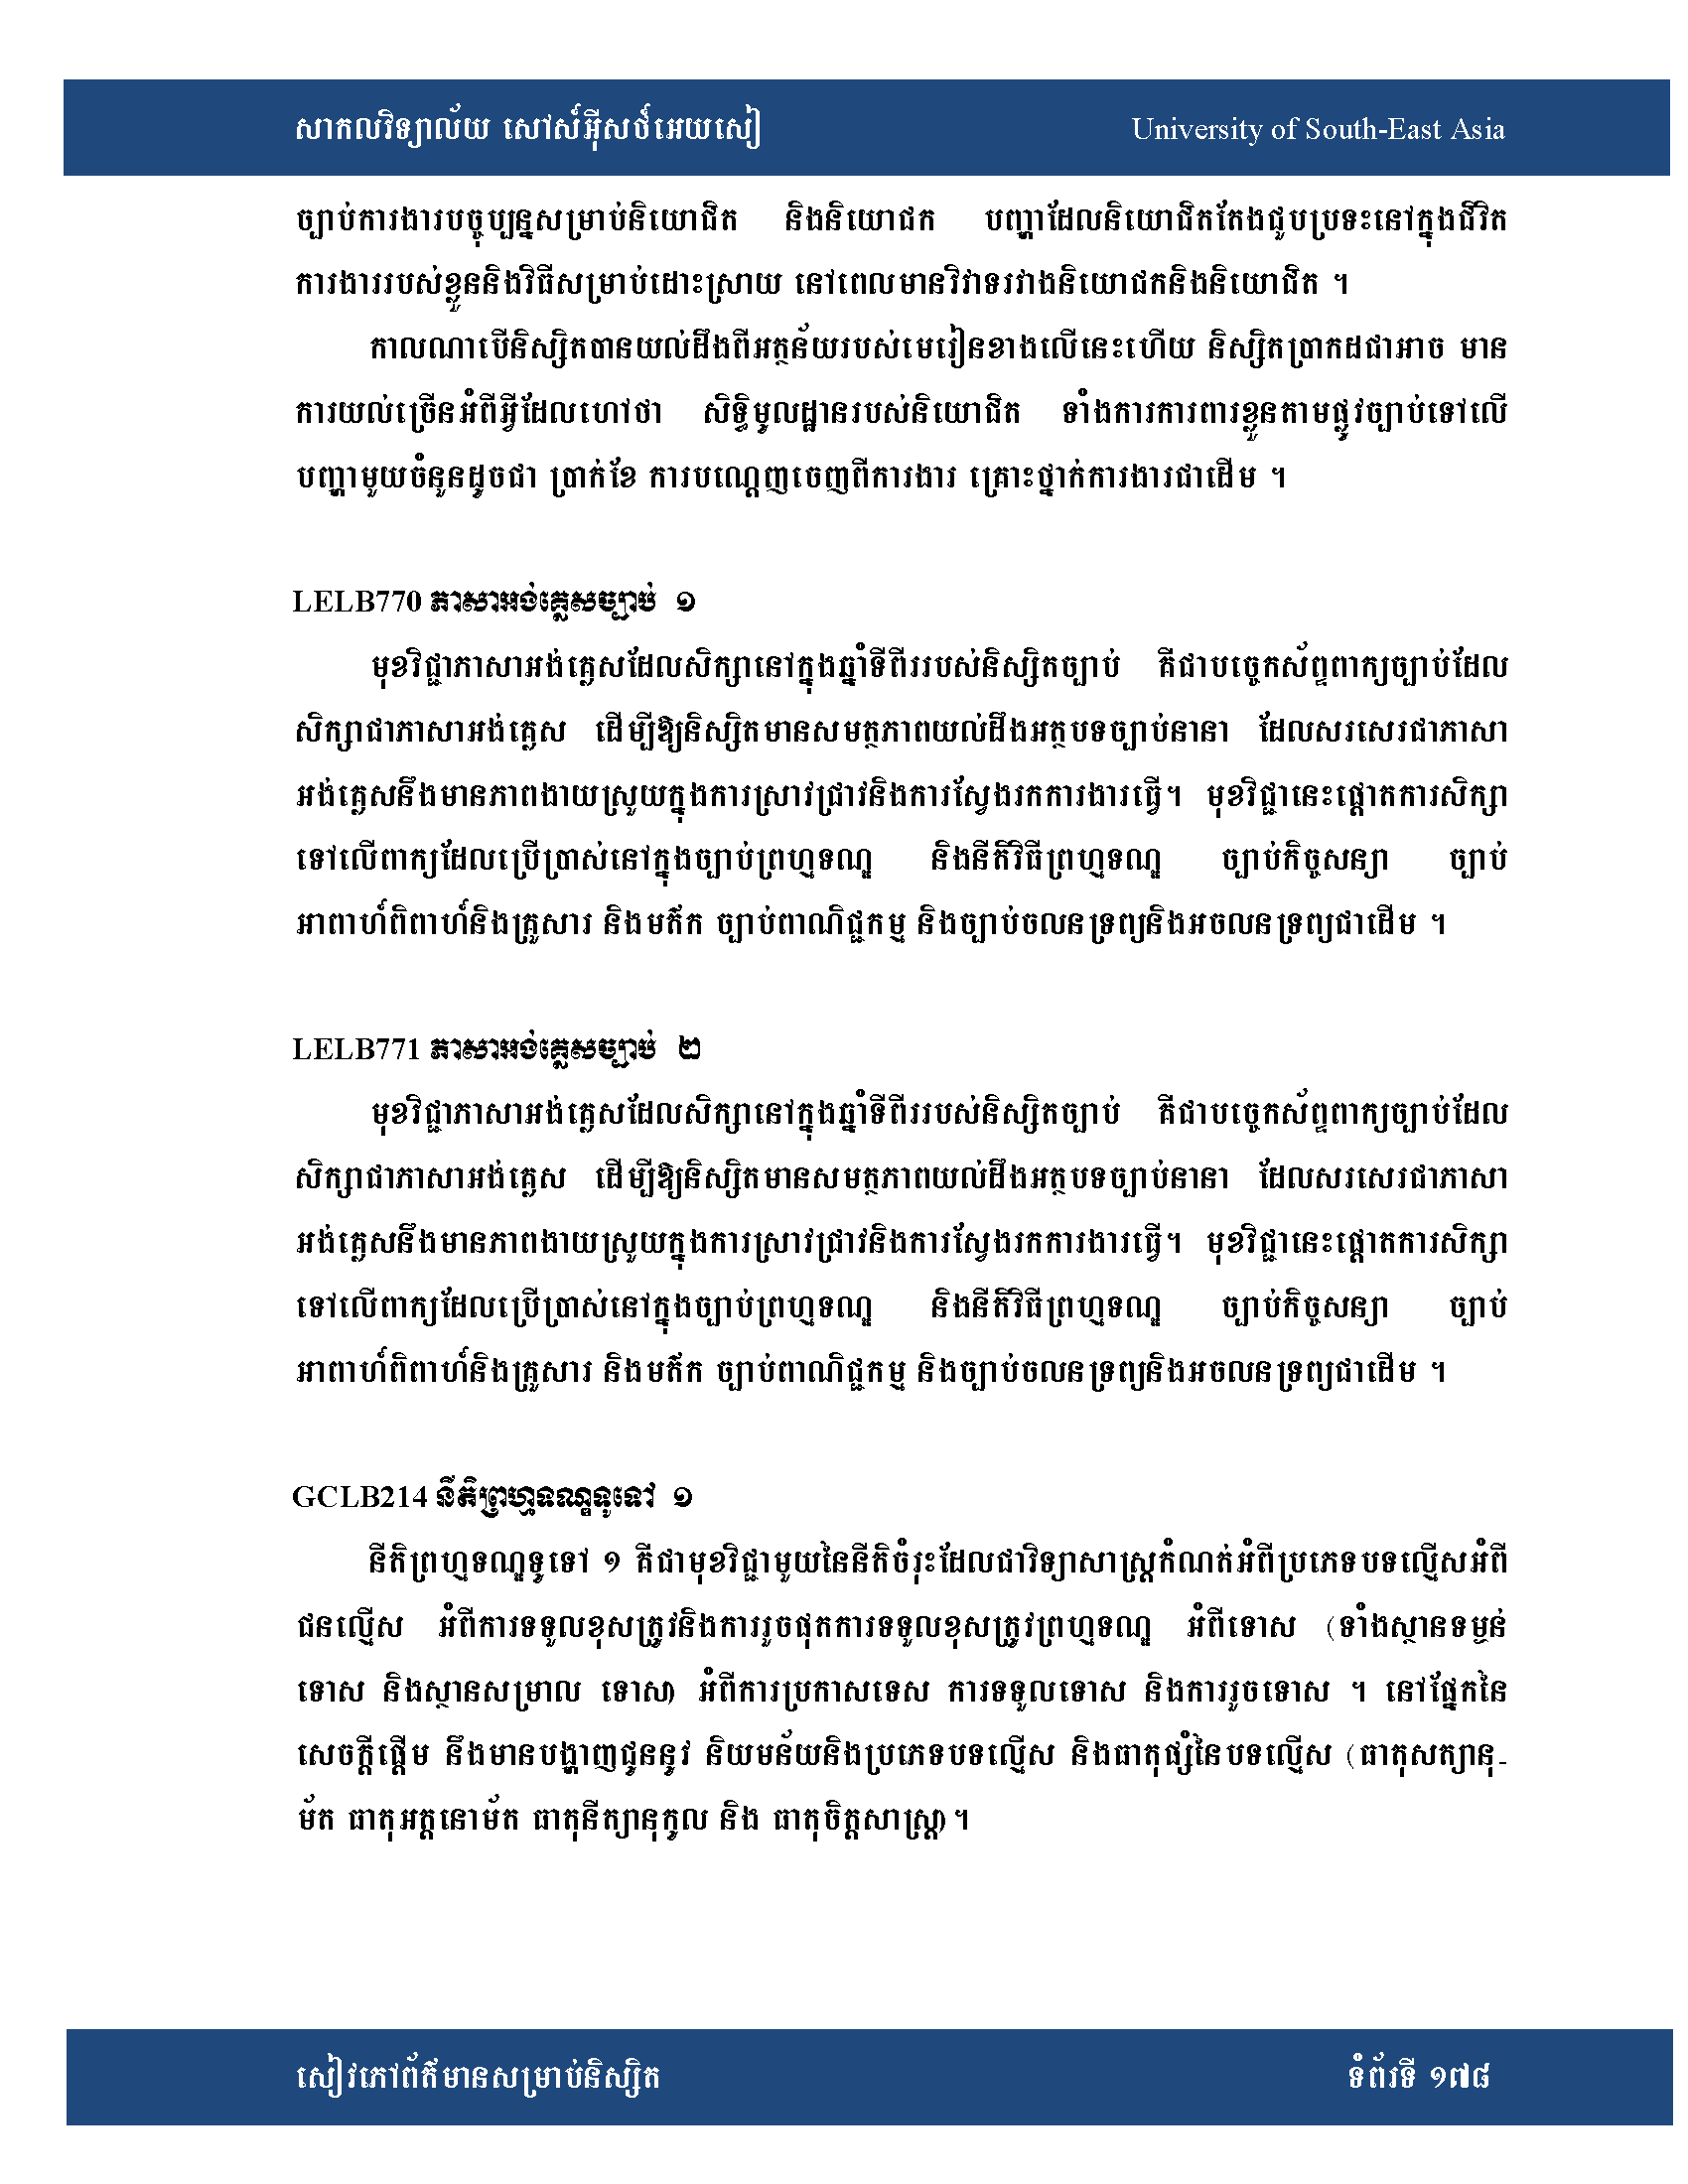 សាកលវិទ្យាល័យ សៅស៍អ៊ីសថ៍អេយសៀ
University of South-East Asia
ច្បាប់ការងារបច្ចុប្បន្នសម្រាប់និយោជិត និងនិយោជក បញ្ហាដែលនិយោជិតតែងជួបប្រទះនៅក្នុងជីវិត
ការងាររបស់ខ្លួននិងវិធីសម្រាប់ដោះស្រាយ នៅពេលមានវិវាទរវាងនិយោជកនិងនិយោជិត ។
កាលណាបើនិស្សិតបានយល់ដឹងពីអត្ថន័យរបស់មេរៀនខាងលើនេះហើយ និស្សិតប្រាកដជាអាច មាន
ការយល់ច្រើនអំពីអ្វីដែលហៅថា សិទ្ធិមូលដ្ឋានរបស់និយោជិត ទាំងការការពារខ្លួនតាមផ្លូវច្បាប់ទៅលើ
បញ្ហាមួយចំនួនដូចជា ប្រាក់ខែ ការបណ្តេញចេញពីការងារ គ្រោះថ្នាក់ការងារជាដើម ។
LELB770 ភាសាអង់គ្លេសច្បាប់ ១
មុខវិជ្ជាភាសាអង់គ្លេសដែលសិក្សានៅក្នុងឆ្នាំទីពីររបស់និស្សិតច្បាប់ គឺជាបច្ចេកស័ព្ទពាក្យច្បាប់ដែល
សិក្សាជាភាសាអង់គ្លេស ដើម្បីឱ្យនិស្សិតមានសមត្ថភាពយល់ដឹងអត្ថបទច្បាប់នានា ដែលសរសេរជាភាសា
អង់គ្លេសនឹងមានភាពងាយស្រួយក្នុងការស្រាវជ្រាវនិងការស្វែងរកការងារធ្វើ។ មុខវិជ្ជានេះផ្តោតការសិក្សា
ទៅលើពាក្យដែលប្រើប្រាស់នៅក្នុងច្បាប់ព្រហ្មទណ្ឌ និងនីតិវិធីព្រហ្មទណ្ឌ ច្បាប់កិច្ចសន្យា ច្បាប់
អាពាហ៍ពិពាហ៍និងគ្រួសារ និងមត៌ក ច្បាប់ពាណិជ្ជកម្ម និងច្បាប់ចលនទ្រព្យនិងអចលនទ្រព្យជាដើម ។
LELB771 ភាសាអង់គ្លេសច្បាប់ ២
មុខវិជ្ជាភាសាអង់គ្លេសដែលសិក្សានៅក្នុងឆ្នាំទីពីររបស់និស្សិតច្បាប់ គឺជាបច្ចេកស័ព្ទពាក្យច្បាប់ដែល
សិក្សាជាភាសាអង់គ្លេស ដើម្បីឱ្យនិស្សិតមានសមត្ថភាពយល់ដឹងអត្ថបទច្បាប់នានា ដែលសរសេរជាភាសា
អង់គ្លេសនឹងមានភាពងាយស្រួយក្នុងការស្រាវជ្រាវនិងការស្វែងរកការងារធ្វើ។ មុខវិជ្ជានេះផ្តោតការសិក្សា
ទៅលើពាក្យដែលប្រើប្រាស់នៅក្នុងច្បាប់ព្រហ្មទណ្ឌ និងនីតិវិធីព្រហ្មទណ្ឌ ច្បាប់កិច្ចសន្យា ច្បាប់
អាពាហ៍ពិពាហ៍និងគ្រួសារ និងមត៌ក ច្បាប់ពាណិជ្ជកម្ម និងច្បាប់ចលនទ្រព្យនិងអចលនទ្រព្យជាដើម ។
GCLB214 នីតិព្រហ្មទណ្ឌទូទៅ ១
នីតិព្រហ្មទណ្ឌទូទៅ ១ គឺជាមុខវិជ្ជាមួយនៃនីតិចំរុះដែលជាវិទ្យាសាស្ត្រកំណត់អំពីប្រភេទបទល្មើសអំពី
ជនល្មើស អំពីការទទួលខុសត្រូវនិងការរួចផុតការទទួលខុសត្រូវព្រហ្មទណ្ឌ អំពីទោស (ទាំងស្ថានទម្ងន់
ទោស និងស្ថានសម្រាល ទោស) អំពីការប្រកាសទេស ការទទួលទោស និងការរួចទោស ។ នៅផ្នែកនៃ
សេចក្តីផ្តើម នឹងមានបង្ហាញជូននូវ និយមន័យនិងប្រភេទបទល្មើស និងធាតុផ្សំនៃបទល្មើស (ធាតុសត្យានុ-
ម័ត ធាតុអត្តនោម័ត ធាតុនីត្យានុកូល និង ធាតុចិត្តសាស្ត្រ)។
សៀវភៅព័ត៌មានសម្រាប់និស្សិត
ទំព័រទី ១៧៨